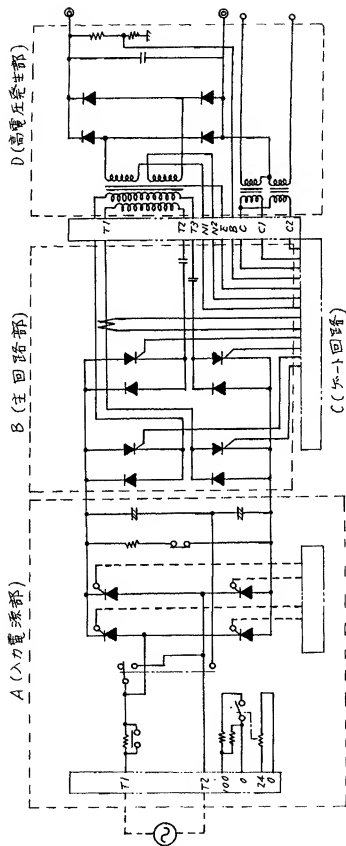 D(高電圧発生部)
B(主回路部)
C(ゲート回路)
A(入力電源部)
T1
T2
T3
N1
N2
E
B
C
C1
C2
T1
T2
100
0
24
0